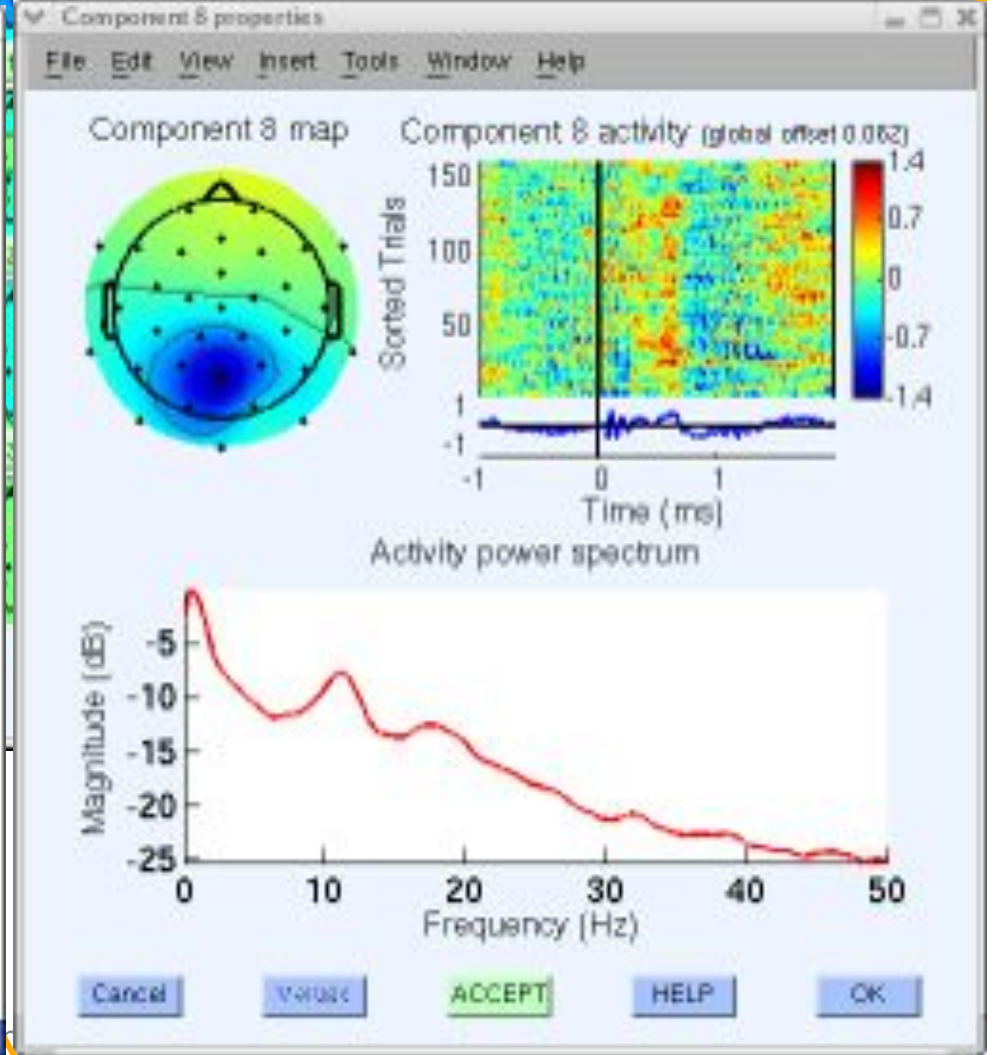 Component 8 properties
File Edit View Insert Tools Window Help
Component 8 map
Component 8 activity (global offset 0.062)
Sorted Trials
150
100
50
1
-1
-1 0 1
Time (ms)
1.4
0.7
0
-0.7
-1.4
Activity power spectrum
Magnitude (dB)
-5
-10
-15
-20
-25
0 10 20 30 40 50
Frequency (Hz)
Cancel Values ACCEPT HELP OK